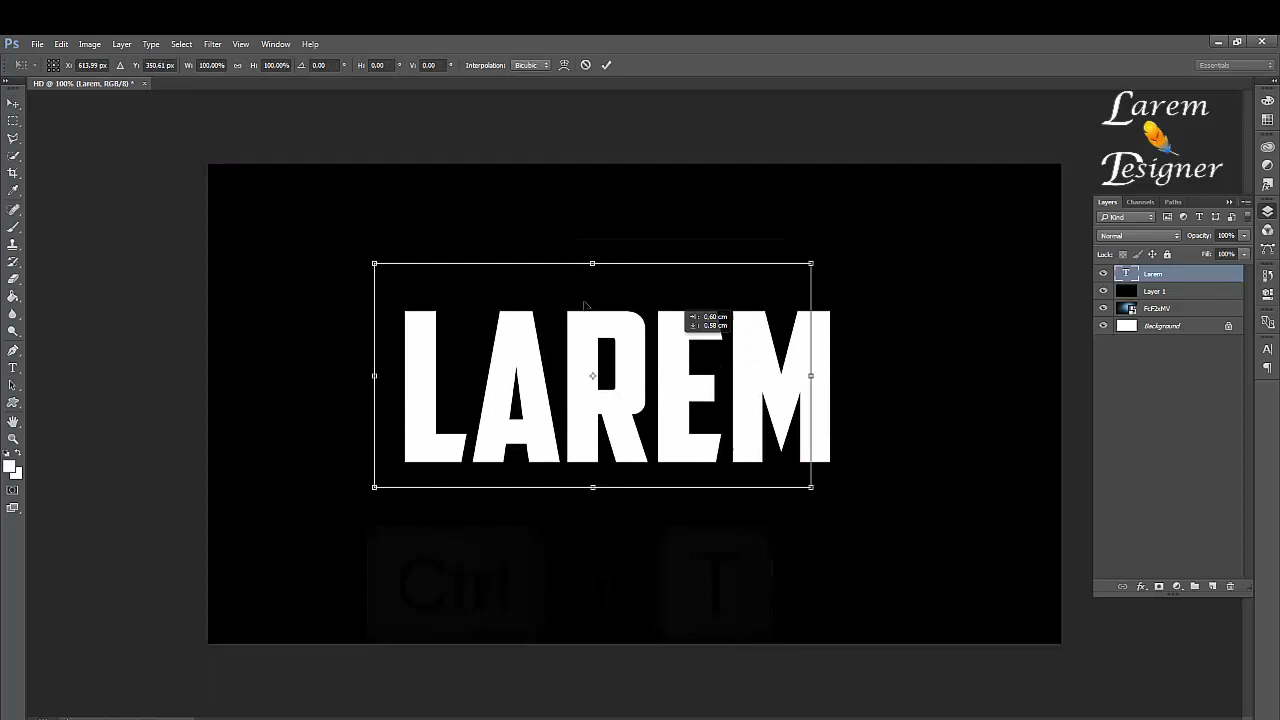 Ps File Edit Image Layer Type Select Filter View Window Help
X: 613.99 px Y: 350.61 px W: 100.00% H: 100.00% 0.00 ° H: 0.00 ° V: 0.00 ° Interpolation: Bicubic Essentials
HD @ 100% (Larem, RGB/8) * ×
Larem
Designer
Layers Channels Paths
Kind
Normal Opacity: 100%
Lock: Fill: 100%
T Larem
Layer 1
FcF2sMV
Background
LAREM
: 0.60 cm
: 0.58 cm
Ctrl T